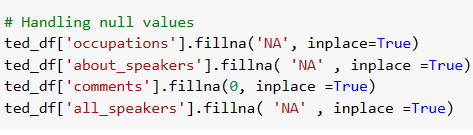 # Handling null values
ted_df['occupations'].fillna('NA', inplace=True)
ted_df['about_speakers'].fillna( 'NA' , inplace =True)
ted_df['comments'].fillna(0, inplace =True)
ted_df['all_speakers'].fillna( 'NA' , inplace =True)